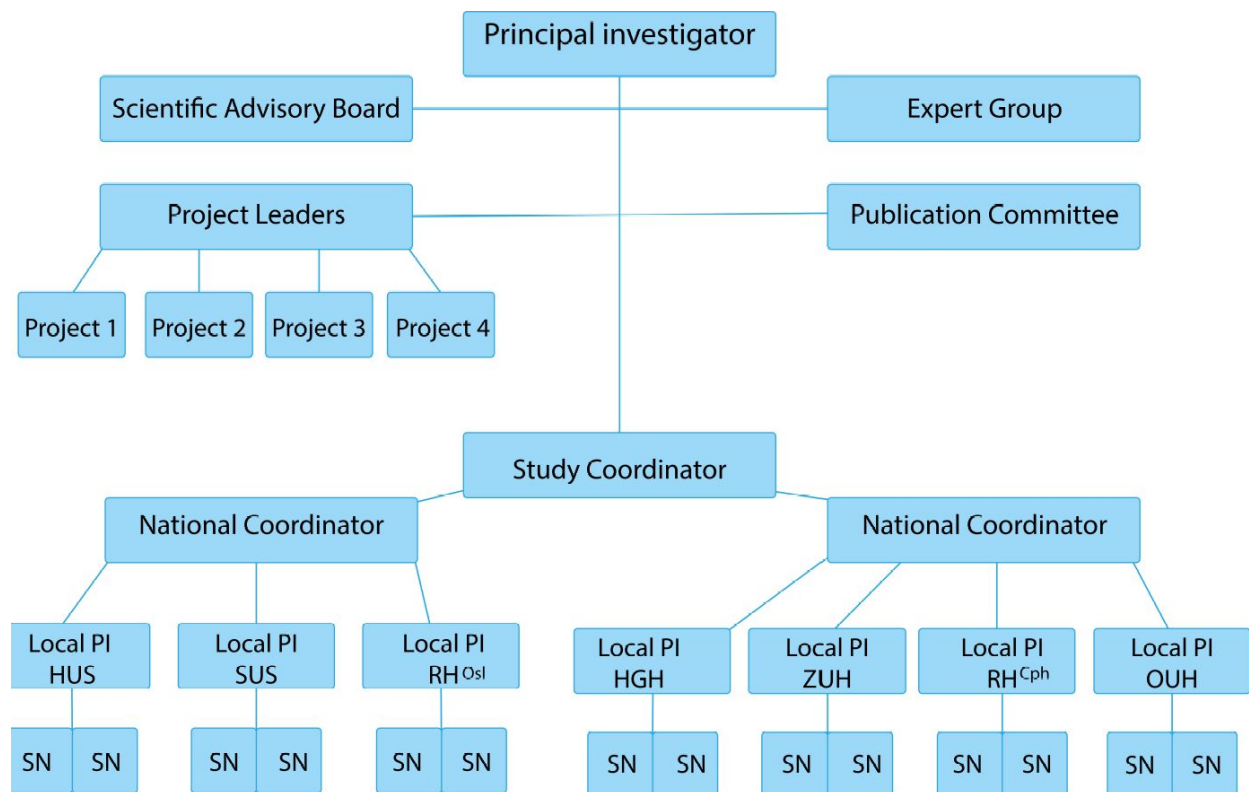 Principal investigator
Scientific Advisory Board
Expert Group
Project Leaders
Publication Committee
Project 1
Project 2
Project 3
Project 4
Study Coordinator
National Coordinator
National Coordinator
Local PI
HUS
Local PI
SUS
Local PI
RH Osl
Local PI
HGH
Local PI
ZUH
Local PI
RH Cph
Local PI
OUH
SN SN
SN SN
SN SN
SN SN
SN SN
SN SN
SN SN